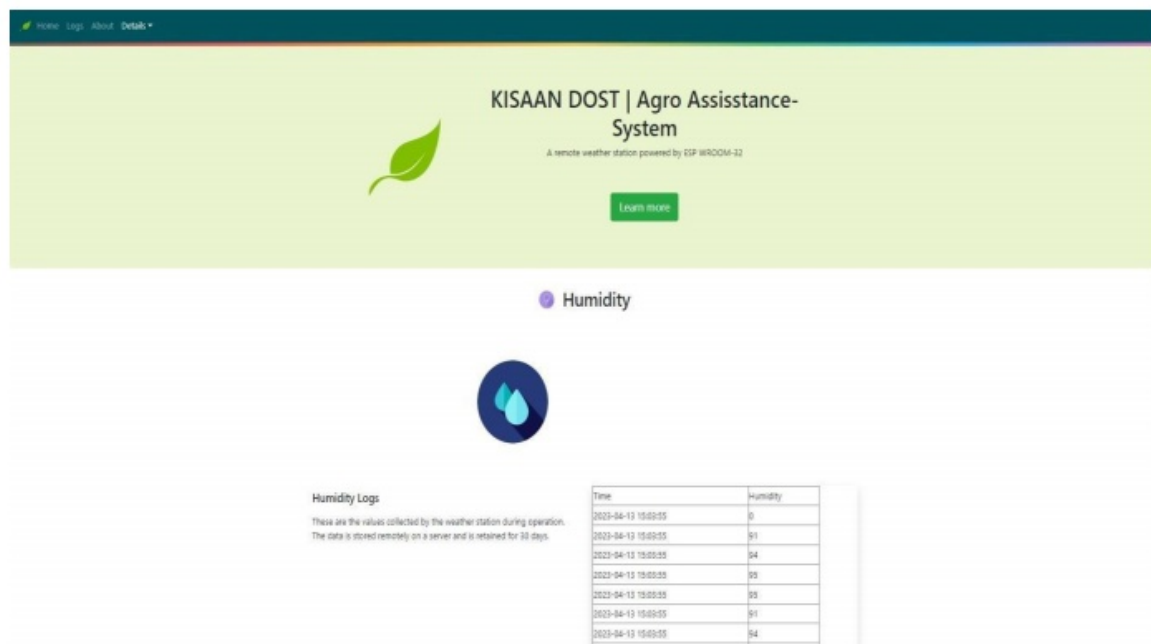 Home Logs About Details
KISAAN DOST | Agro Assisstance-
System
A remote weather station powered by ESP WROOM-32
Learn more
Humidity
Humidity Logs
These are the values collected by the weather station during operation.
The data is stored remotely on a server and is retained for 30 days.
Time Humidity
2023-04-13 15:03:55 0
2023-04-13 15:03:55 91
2023-04-13 15:03:55 94
2023-04-13 15:03:55 95
2023-04-13 15:03:55 95
2023-04-13 15:03:55 91
2023-04-13 15:03:55 94